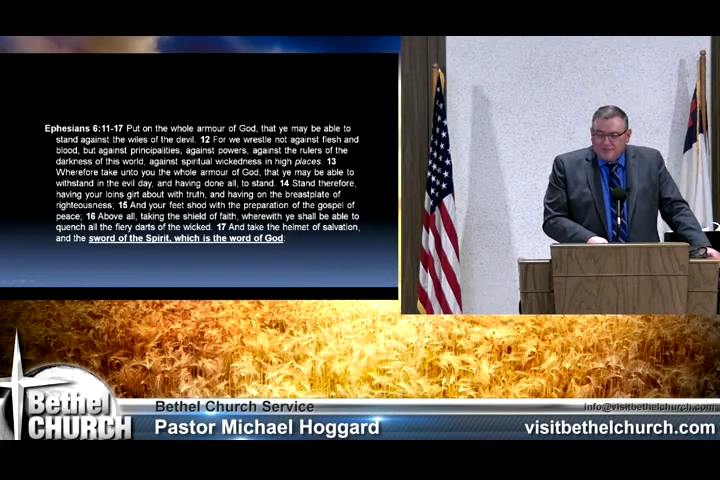 Ephesians 6:11-17 Put on the whole armour of God, that ye may be able to
stand against the wiles of the devil. 12 For we wrestle not against flesh and
blood, but against principalities, against powers, against the rulers of the
darkness of this world, against spiritual wickedness in high places. 13
Wherefore take unto you the whole armour of God, that ye may be able to
withstand in the evil day, and having done all, to stand. 14 Stand therefore,
having your loins girt about with truth, and having on the breastplate of
righteousness; 15 And your feet shod with the preparation of the gospel of
peace; 16 Above all, taking the shield of faith, wherewith ye shall be able to
quench all the fiery darts of the wicked. 17 And take the helmet of salvation,
and the sword of the Spirit, which is the word of God:
Bethel
CHURCH
Bethel Church Service
info@visitbethelchurch.com
Pastor Michael Hoggard
visitbethelchurch.com